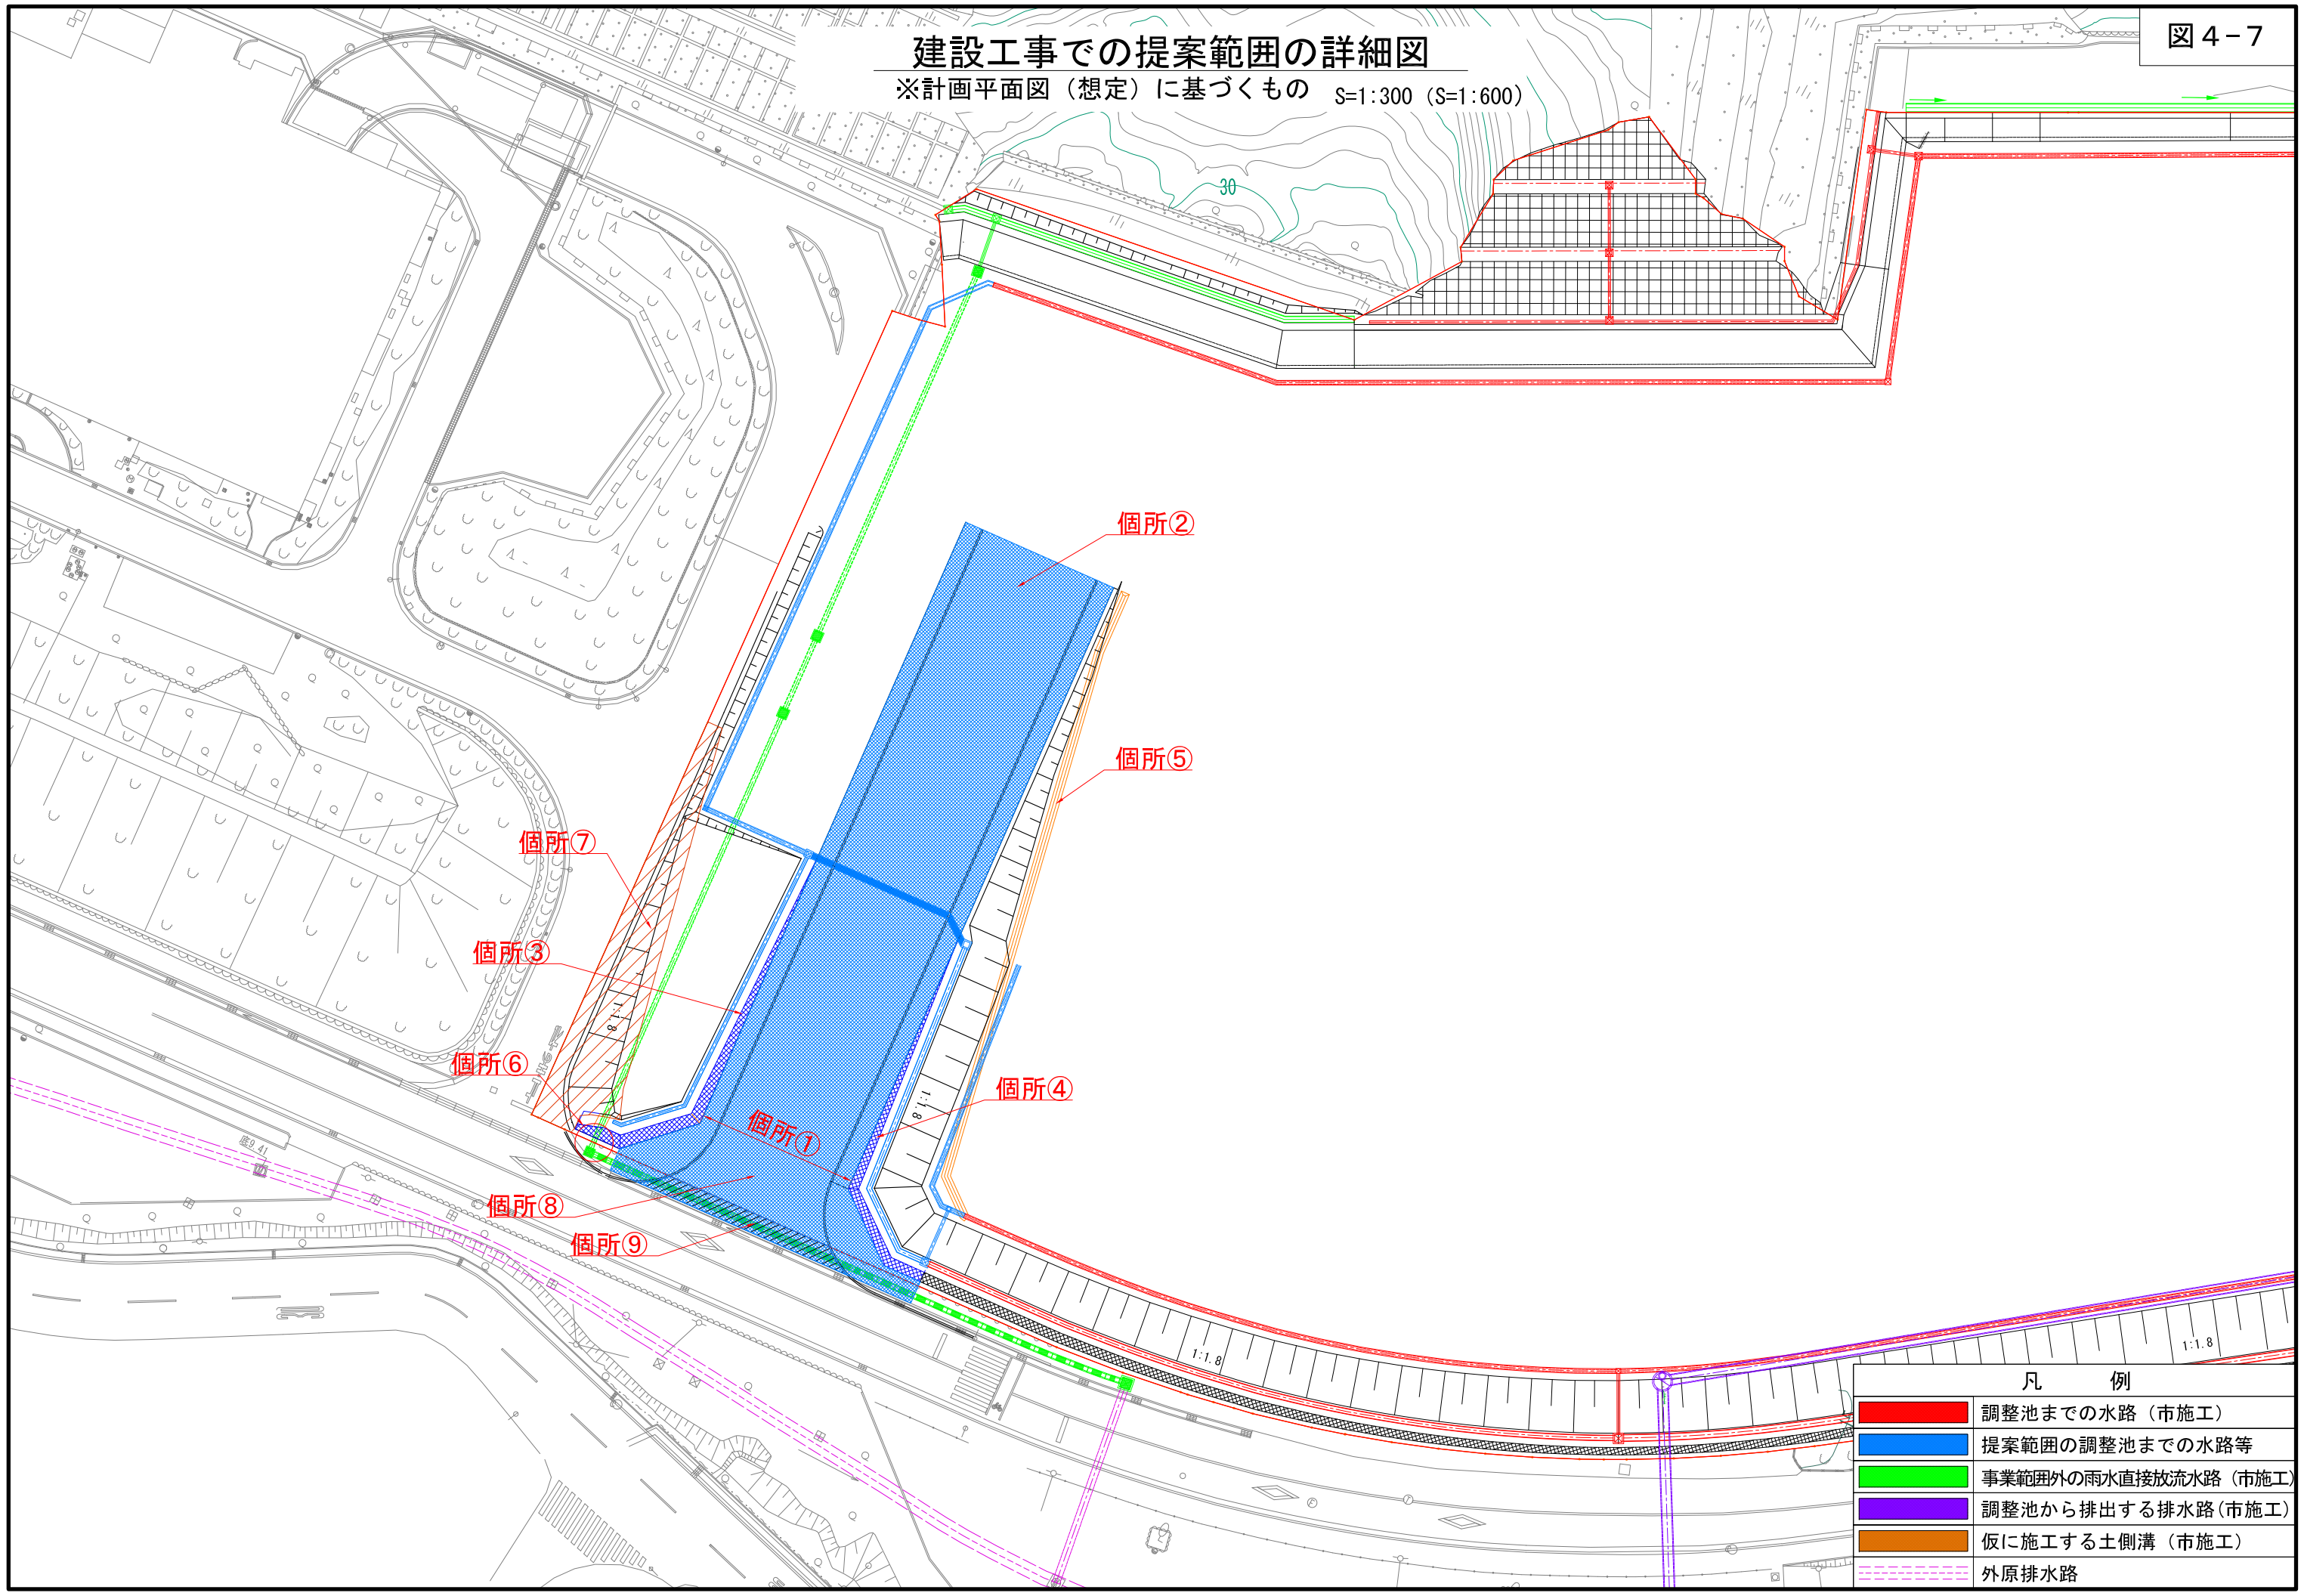 図4-7
建設工事での提案範囲の詳細図
※計画平面図（想定）に基づくもの S=1:300（S=1:600）
30
個所②
個所⑤
個所⑦
個所③
1:1.8
個所⑥
個所④
1:1.8
個所①
底9.41
個所⑧
個所⑨
1:1.8
1:1.8
凡　例
調整池までの水路（市施工）
提案範囲の調整池までの水路等
事業範囲外の雨水直接放流水路（市施工）
調整池から排出する排水路(市施工)
仮に施工する土側溝（市施工）
外原排水路